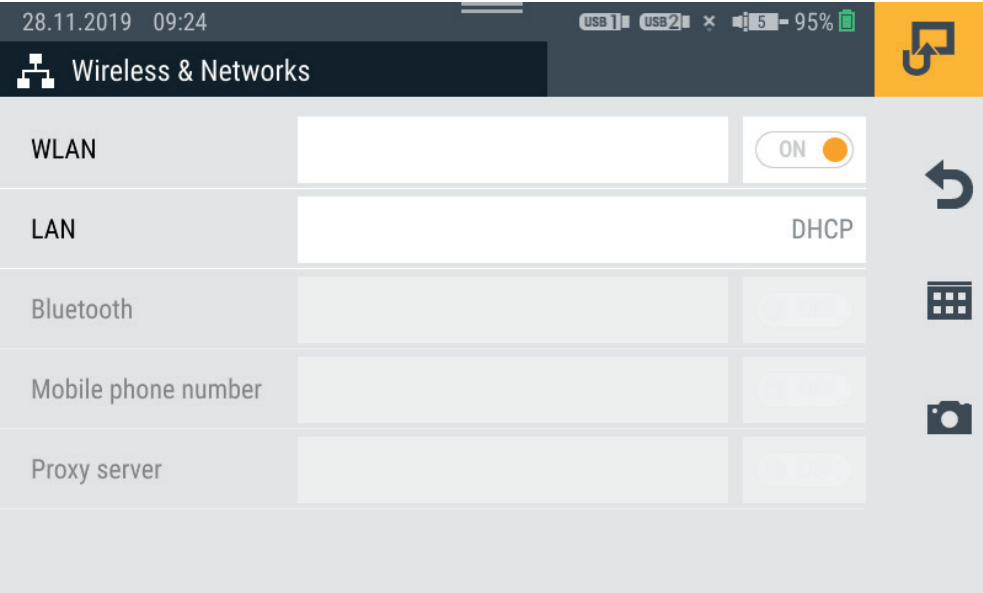 28.11.2019 09:24 USB 1 USB 2 5 95%
Wireless & Networks
WLAN ON
LAN DHCP
Bluetooth
Mobile phone number
Proxy server